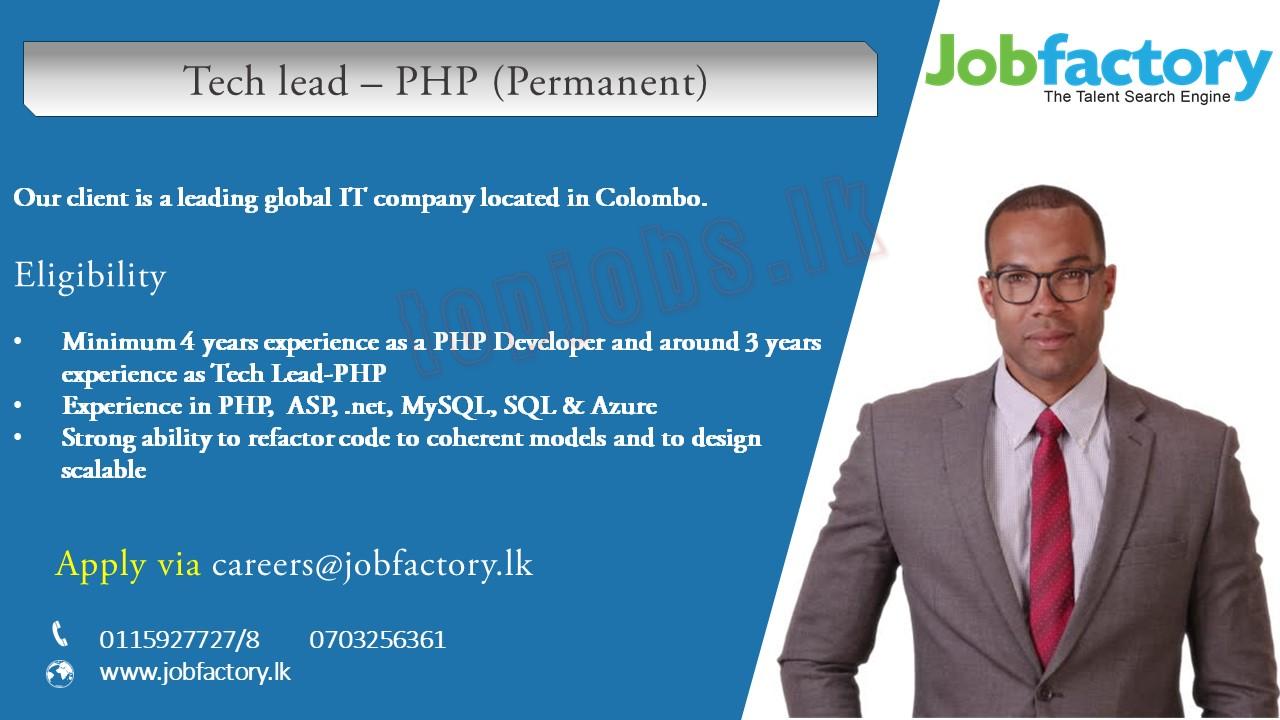 Tech lead – PHP (Permanent)
Jobfactory
The Talent Search Engine
Our client is a leading global IT company located in Colombo.
topjobs.lk
Eligibility
• Minimum 4 years experience as a PHP Developer and around 3 years
experience as Tech Lead-PHP
• Experience in PHP, ASP, .net, MySQL, SQL & Azure
• Strong ability to refactor code to coherent models and to design
scalable
Apply via careers@jobfactory.lk
0115927727/8 0703256361
www.jobfactory.lk